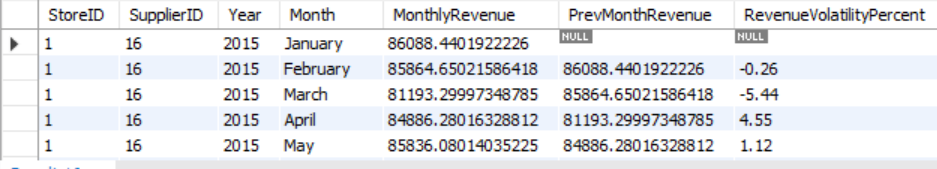 StoreID SupplierID Year Month MonthlyRevenue PrevMonthRevenue RevenueVolatilityPercent
1 16 2015 January 86088.4401922226 NULL NULL
1 16 2015 February 85864.65021586418 86088.4401922226 -0.26
1 16 2015 March 81193.29997348785 85864.65021586418 -5.44
1 16 2015 April 84886.28016328812 81193.29997348785 4.55
1 16 2015 May 85836.08014035225 84886.28016328812 1.12